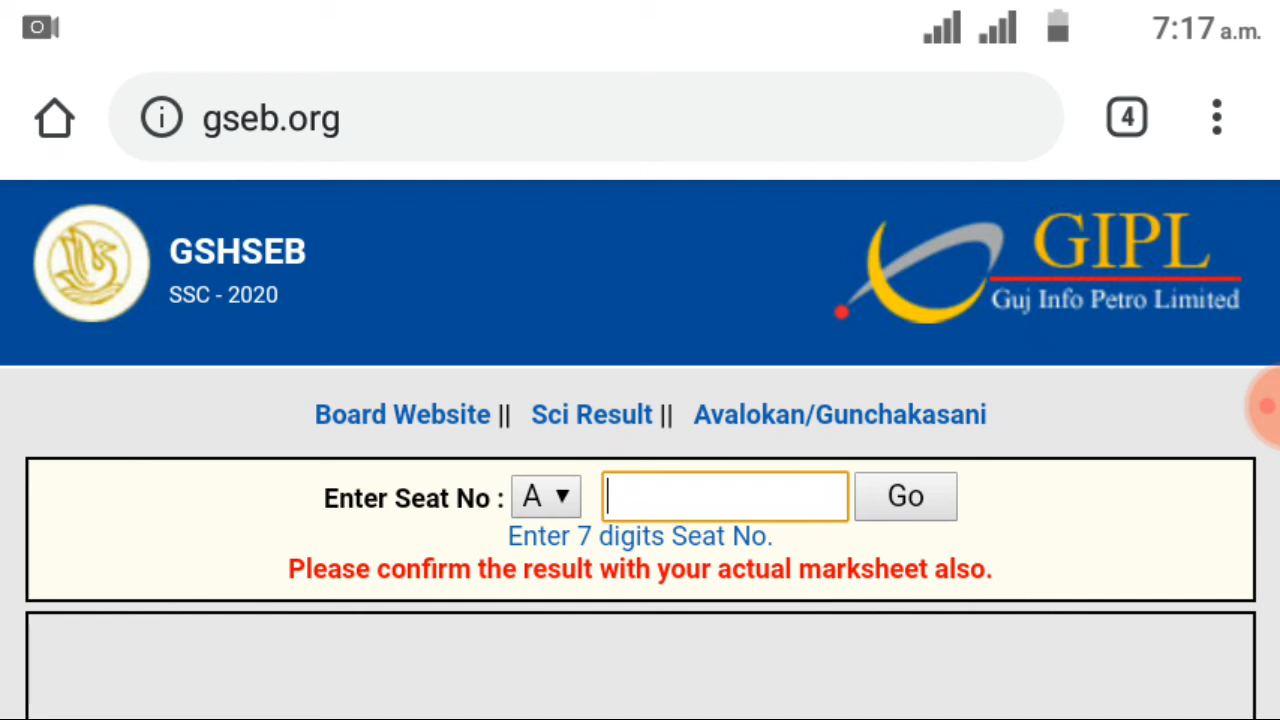 7:17 a.m.
gseb.org
4
GSHSEB
SSC - 2020
GIPL
Guj Info Petro Limited
Board Website || Sci Result || Avalokan/Gunchakasani
Enter Seat No : A ▼ Go
Enter 7 digits Seat No.
Please confirm the result with your actual marksheet also.